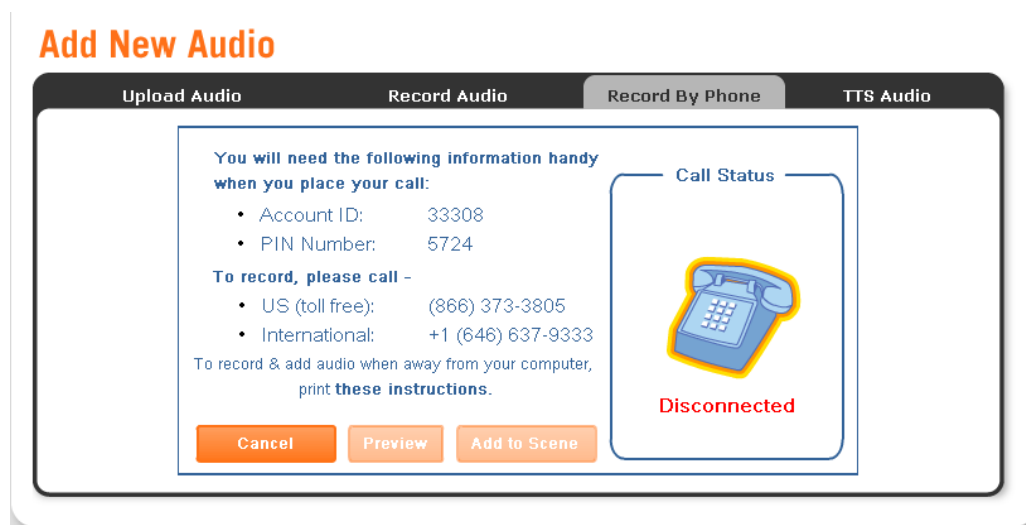 Add New Audio
Upload Audio Record Audio Record By Phone TTS Audio
You will need the following information handy
when you place your call:
• Account ID: 33308
• PIN Number: 5724
To record, please call –
• US (toll free): (866) 373-3805
• International: +1 (646) 637-9333
To record & add audio when away from your computer,
print these instructions.
Cancel Preview Add to Scene
Call Status
Disconnected